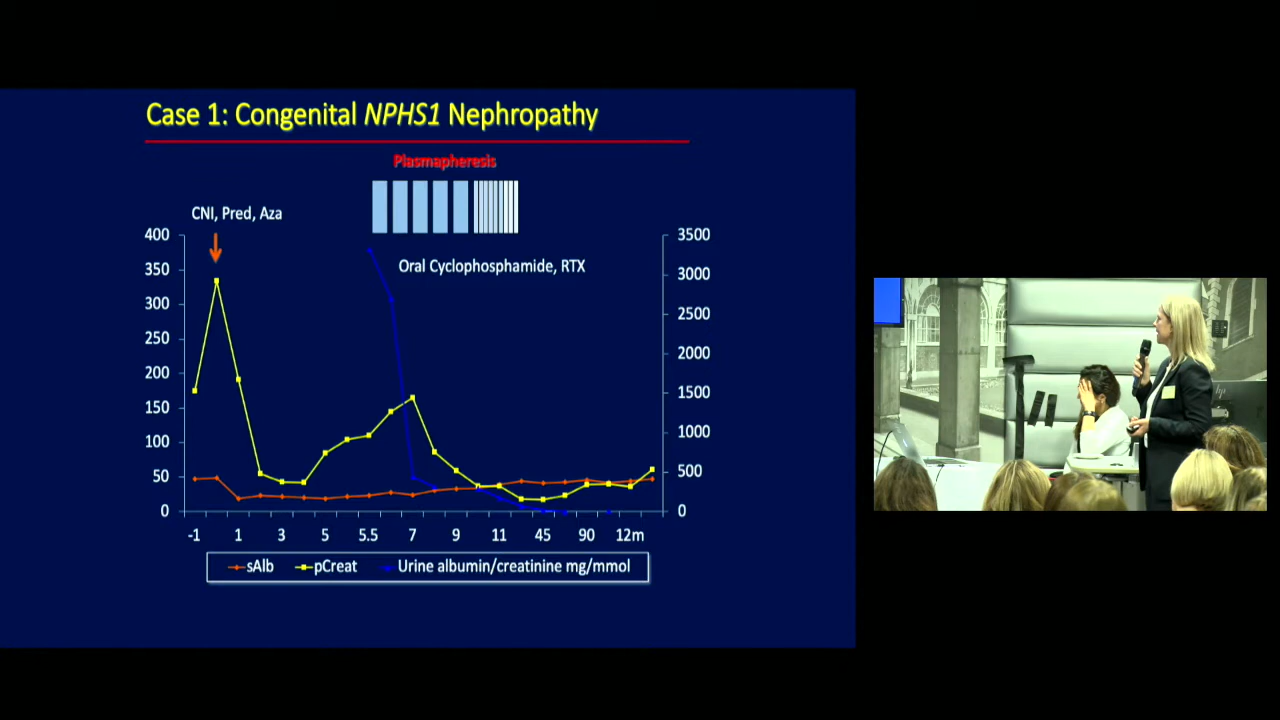 Case 1: Congenital NPHS1 Nephropathy
Plasmapheresis
CNI, Pred, Aza
Oral Cyclophosphamide, RTX
400
350
300
250
200
150
100
50
0
3500
3000
2500
2000
1500
1000
500
0
-1 1 3 5 5.5 7 9 11 45 90 12m
sAlb pCreat Urine albumin/creatinine mg/mmol
hp